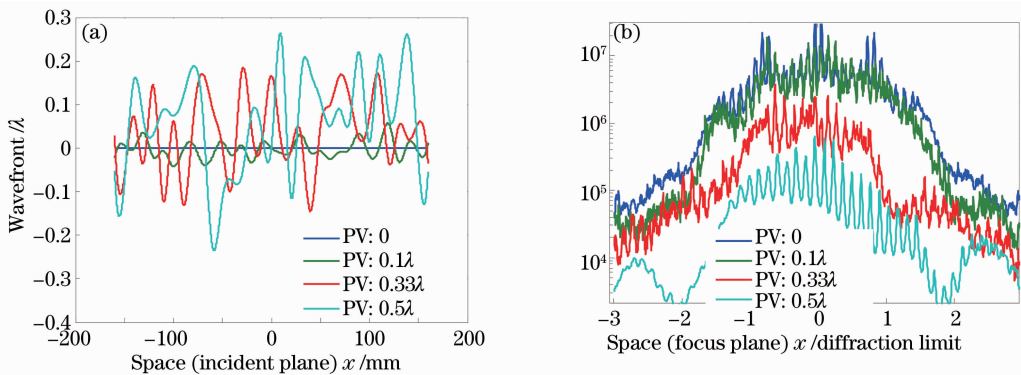 (a)
0.3
0.2
0.1
0
−0.1
−0.2
−0.3
−0.4
Wavefront /λ
PV: 0
PV: 0.1λ
PV: 0.33λ
PV: 0.5λ
−200 −100 0 100 200
Space (incident plane) x /mm
(b)
10⁷
10⁶
10⁵
10⁴
PV: 0
PV: 0.1λ
PV: 0.33λ
PV: 0.5λ
−3 −2 −1 0 1 2
Space (focus plane) x /diffraction limit